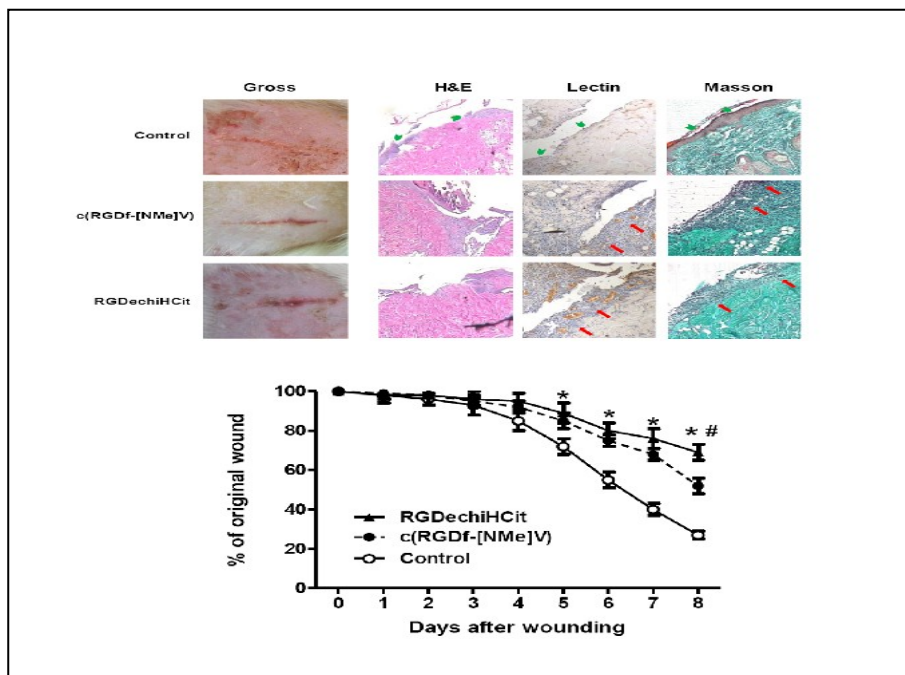 Gross H&E Lectin Masson
Control
c(RGDf-[NMe]V)
RGDechiHCit
100
80
60
40
20
0
% of original wound
* * * * #
RGDechiHCit
c(RGDf-[NMe]V)
Control
0 1 2 3 4 5 6 7 8
Days after wounding